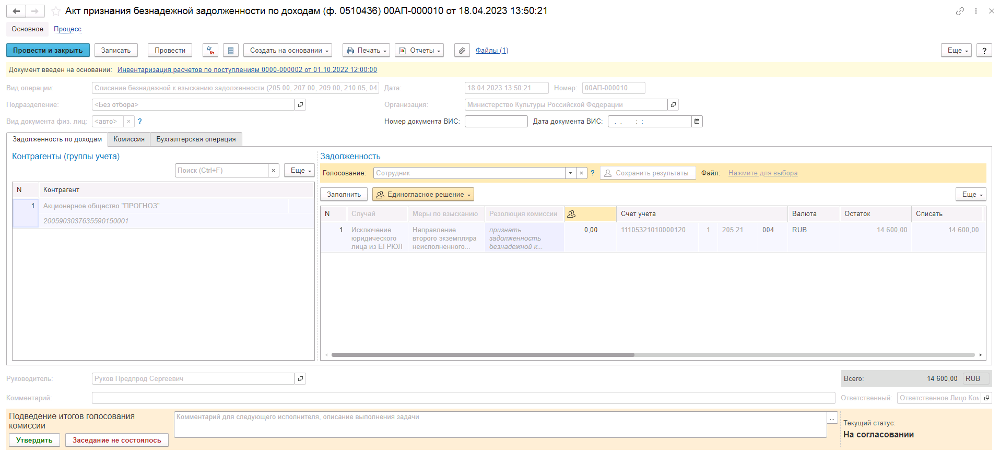 Акт признания безнадежной задолженности по доходам (ф. 0510436) 00АП-000010 от 18.04.2023 13:50:21
Основное Процесс
Провести и закрыть Записать Провести Дт Кт Создать на основании Печать Отчеты Файлы (1) Еще ?
Документ введен на основании: Инвентаризация расчетов по поступлениям 0000-000002 от 01.10.2022 12:00:00
Вид операции: Списание безнадежной к взысканию задолженности (205.00, 207.00, 209.00, 210.05, 04 Дата: 18.04.2023 13:50:21 Номер: 00АП-000010
Подразделение: <Без отбора> Организация: Министерство Культуры Российской Федерации
Вид документа физ. лиц: <авто> × ? Номер документа ВИС: Дата документа ВИС: . . : :
Задолженность по доходам Комиссия Бухгалтерская операция
Контрагенты (группы учета)
Поиск (Ctrl+F) × Еще
N Контрагент
1 Акционерное общество "ПРОГНОЗ"
2005903037635590150001
Задолженность
Голосование: Сотрудник × ? Сохранить результаты Файл: Нажмите для выбора
Заполнить Единогласное решение Еще
N Случай Меры по взысканию Резолюция комиссии Счет учета Валюта Остаток Списать
1 Исключение Направление признать 0,00 11105321010000120 1 205.21 004 RUB 14 600,00 14 600,00
юридического второго экземпляра задолженность
лица из ЕГРЮЛ неисполненного... безнадежной к...
Руководитель: Руков Предпрод Сергеевич Всего: 14 600,00 RUB
Комментарий: Ответственный: Ответственное Лицо Ком
Подведение итогов голосования
комиссии
Комментарий для следующего исполнителя, описание выполнения задачи ...
Утвердить Заседание не состоялось
Текущий статус:
На согласовании